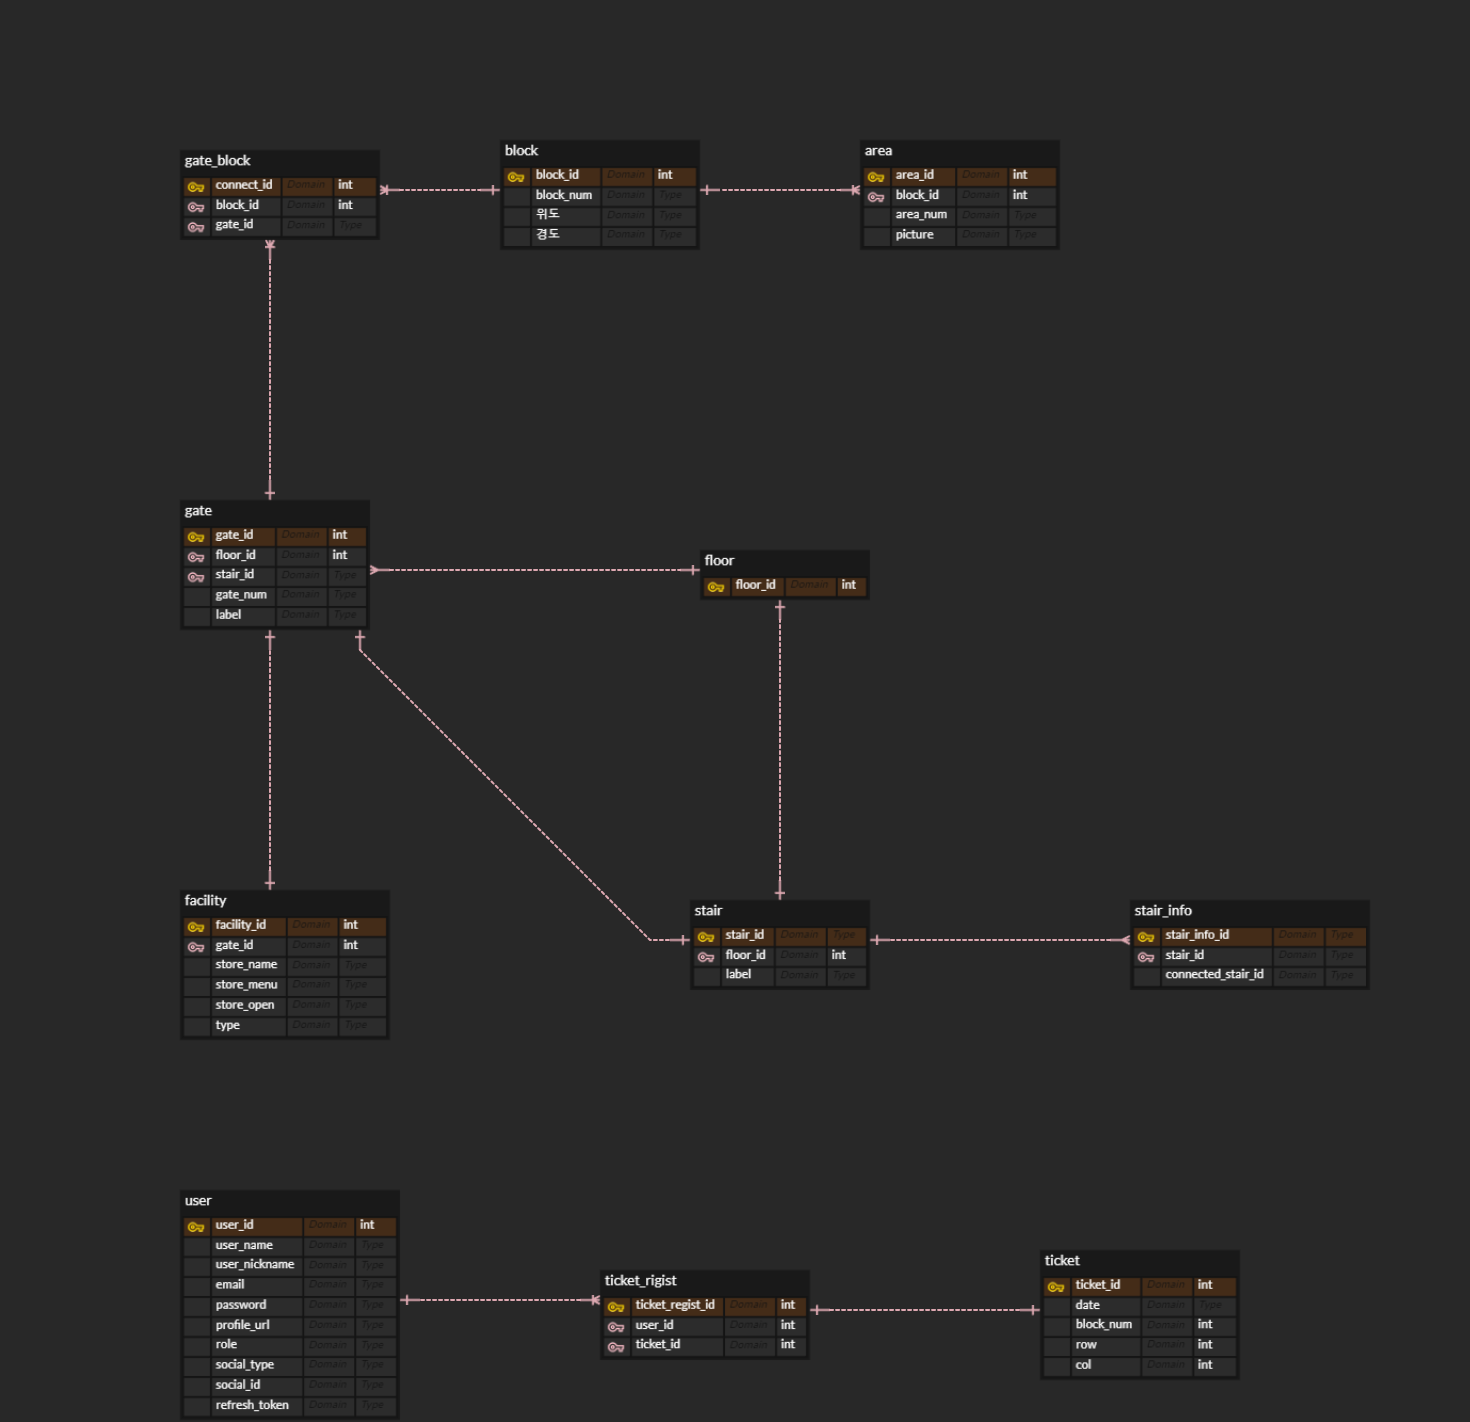 gate_block
connect_id Domain int
block_id Domain int
gate_id Domain Type
block
block_id Domain int
block_num Domain Type
위도 Domain Type
경도 Domain Type
area
area_id Domain int
block_id Domain int
area_num Domain Type
picture Domain Type
gate
gate_id Domain int
floor_id Domain int
stair_id Domain Type
gate_num Domain Type
label Domain Type
floor
floor_id Domain int
facility
facility_id Domain int
gate_id Domain int
store_name Domain Type
store_menu Domain Type
store_open Domain Type
type Domain Type
stair
stair_id Domain Type
floor_id Domain int
label Domain Type
stair_info
stair_info_id Domain Type
stair_id Domain Type
connected_stair_id Domain Type
user
user_id Domain int
user_name Domain Type
user_nickname Domain Type
email Domain Type
password Domain Type
profile_url Domain Type
role Domain Type
social_type Domain Type
social_id Domain Type
refresh_token Domain Type
ticket_rigist
ticket_regist_id Domain int
user_id Domain int
ticket_id Domain int
ticket
ticket_id Domain int
date Domain Type
block_num Domain int
row Domain int
col Domain int